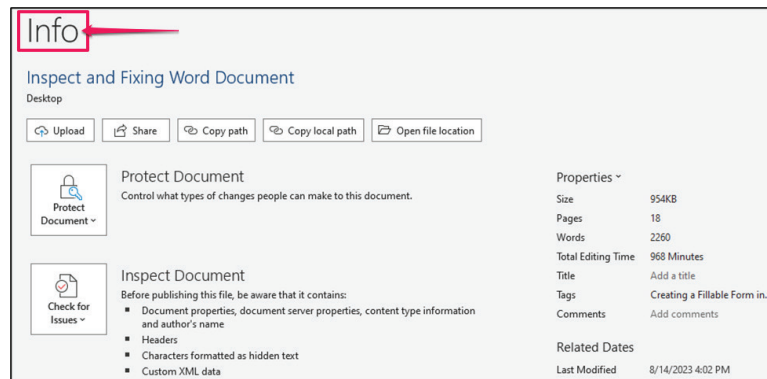 Info
Inspect and Fixing Word Document
Desktop
Upload
Share
Copy path
Copy local path
Open file location
Protect Document
Protect Document
Control what types of changes people can make to this document.
Check for Issues
Inspect Document
Before publishing this file, be aware that it contains:
Document properties, document server properties, content type information
and author's name
Headers
Characters formatted as hidden text
Custom XML data
Properties
Size 954KB
Pages 18
Words 2260
Total Editing Time 968 Minutes
Title Add a title
Tags Creating a Fillable Form in..
Comments Add comments
Related Dates
Last Modified 8/14/2023 4:02 PM